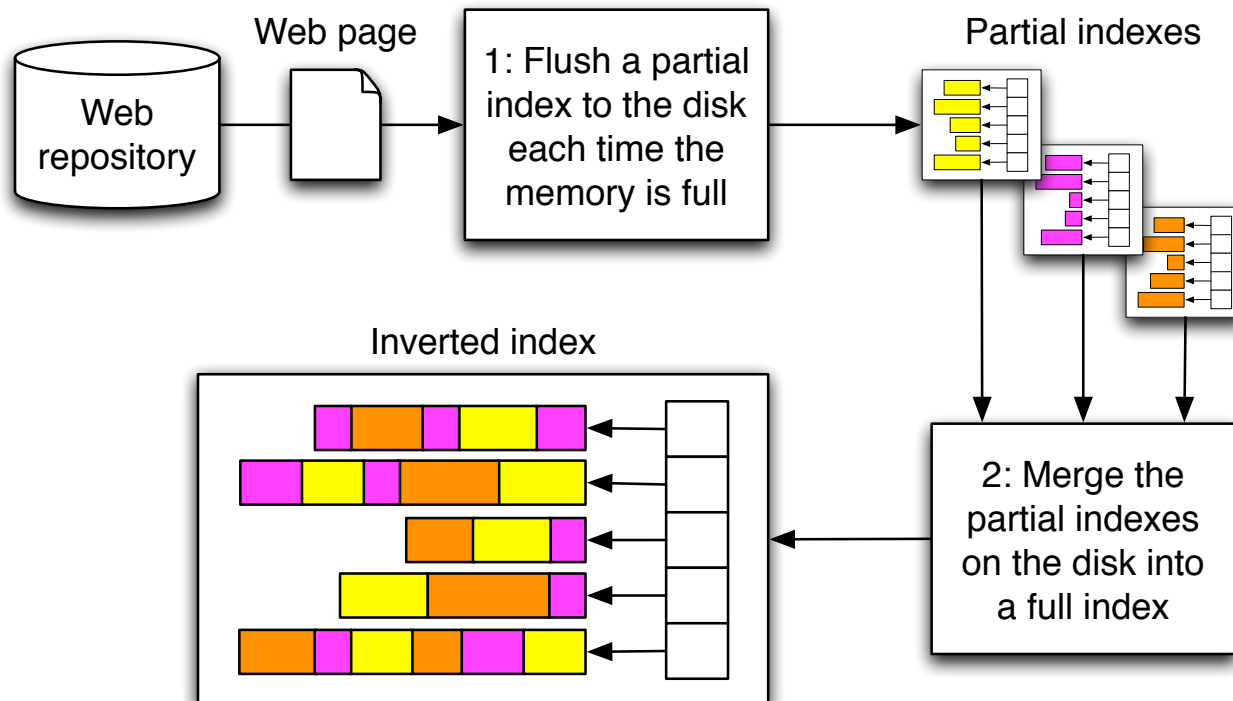 Web page
Partial indexes
Web
repository
1: Flush a partial
index to the disk
each time the
memory is full
Inverted index
2: Merge the
partial indexes
on the disk into
a full index